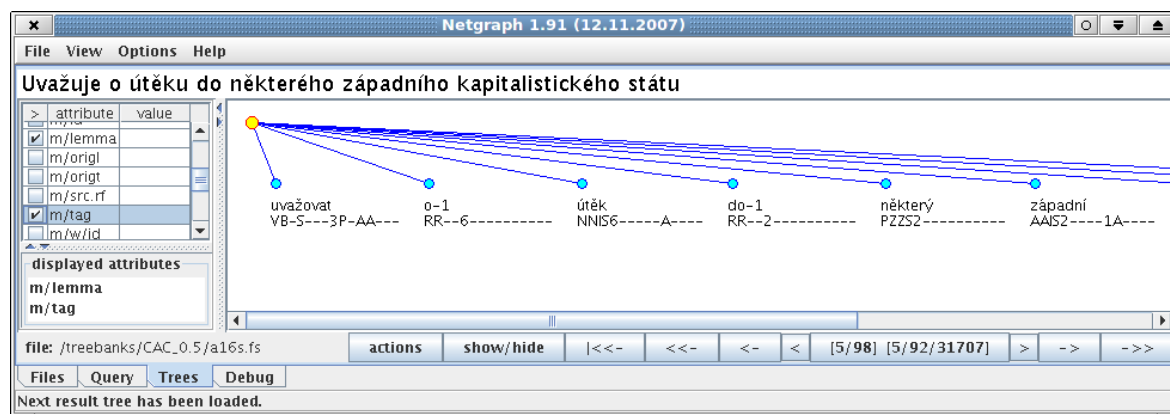 Netgraph 1.91 (12.11.2007)
File View Options Help
Uvažuje o útěku do některého západního kapitalistického státu
> attribute value
m/id
m/lemma
m/origl
m/origt
m/src.rf
m/tag
m/w/id
displayed attributes
m/lemma
m/tag
uvažovat o-1 útěk do-1 některý západní
VB-S---3P-AA--- RR--6---------- NNIS6-----A---- RR--2---------- PZZS2---------- AAIS2----1A----
file: /treebanks/CAC_0.5/a16s.fs actions show/hide |<<- <<- <- < [5/98] [5/92/31707] > -> ->>
Files Query Trees Debug
Next result tree has been loaded.